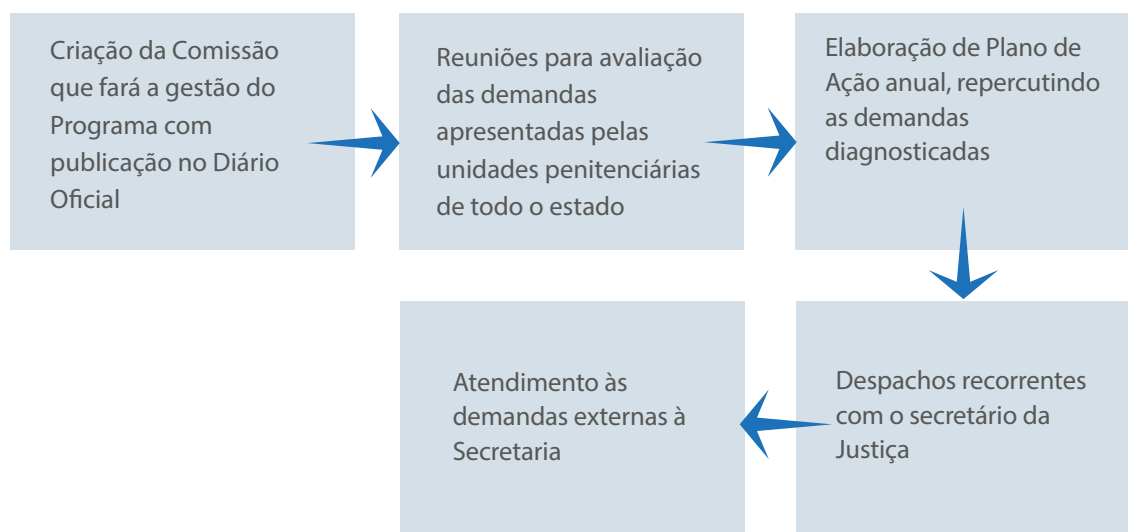 Criação da Comissão
que fará a gestão do
Programa com
publicação no Diário
Oficial
Reuniões para avaliação
das demandas
apresentadas pelas
unidades penitenciárias
de todo o estado
Elaboração de Plano de
Ação anual, repercutindo
as demandas
diagnosticadas
Despachos recorrentes
com o secretário da
Justiça
Atendimento às
demandas externas à
Secretaria